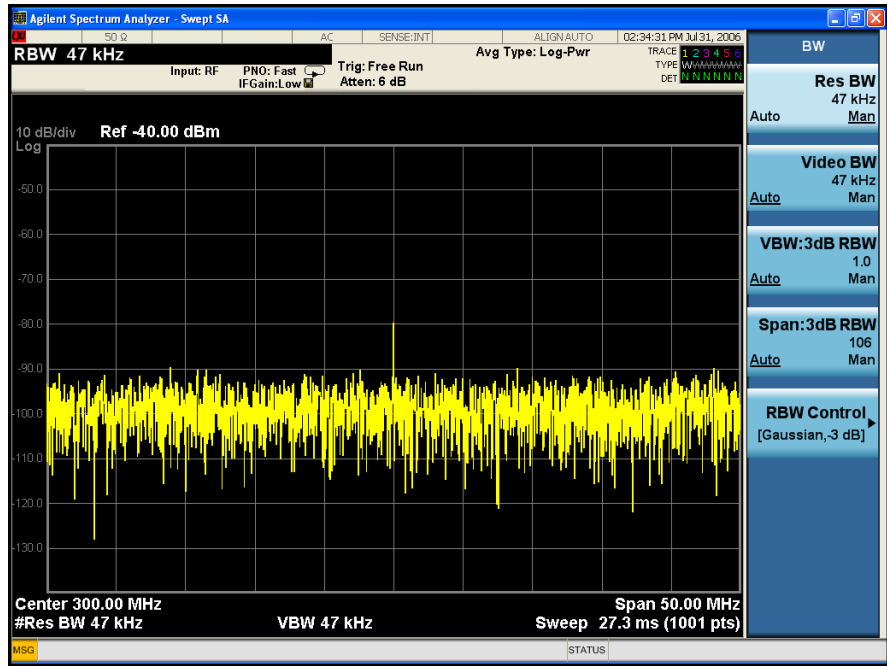 Agilent Spectrum Analyzer - Swept SA
50 Ω AC SENSE:INT ALIGN AUTO 02:34:31 PM Jul 31, 2006
RBW 47 kHz
Input: RF
PNO: Fast
IFGain:Low
Trig: Free Run
Atten: 6 dB
Avg Type: Log-Pwr
TRACE 1 2 3 4 5 6
TYPE W
DET N N N N N N
10 dB/div Ref -40.00 dBm
Log
-50.0
-60.0
-70.0
-80.0
-90.0
-100.0
-110.0
-120.0
-130.0
Center 300.00 MHz Span 50.00 MHz
#Res BW 47 kHz VBW 47 kHz Sweep 27.3 ms (1001 pts)
BW
Res BW
47 kHz
Auto Man
Video BW
47 kHz
Auto Man
VBW:3dB RBW
1.0
Auto Man
Span:3dB RBW
106
Auto Man
RBW Control
[Gaussian,-3 dB]
MSG STATUS